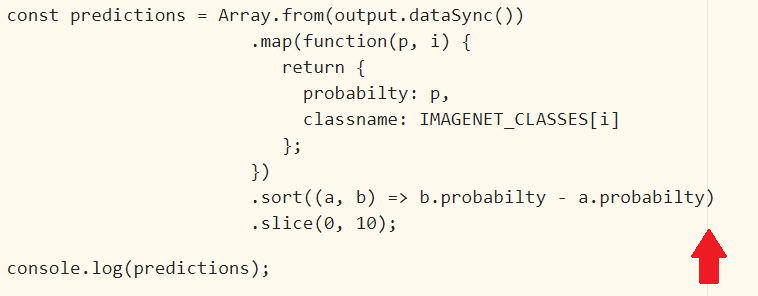 const predictions = Array.from(output.dataSync())
.map(function(p, i) {
return {
probabilty: p,
classname: IMAGENET_CLASSES[i]
};
})
.sort((a, b) => b.probabilty - a.probabilty)
.slice(0, 10);
console.log(predictions);